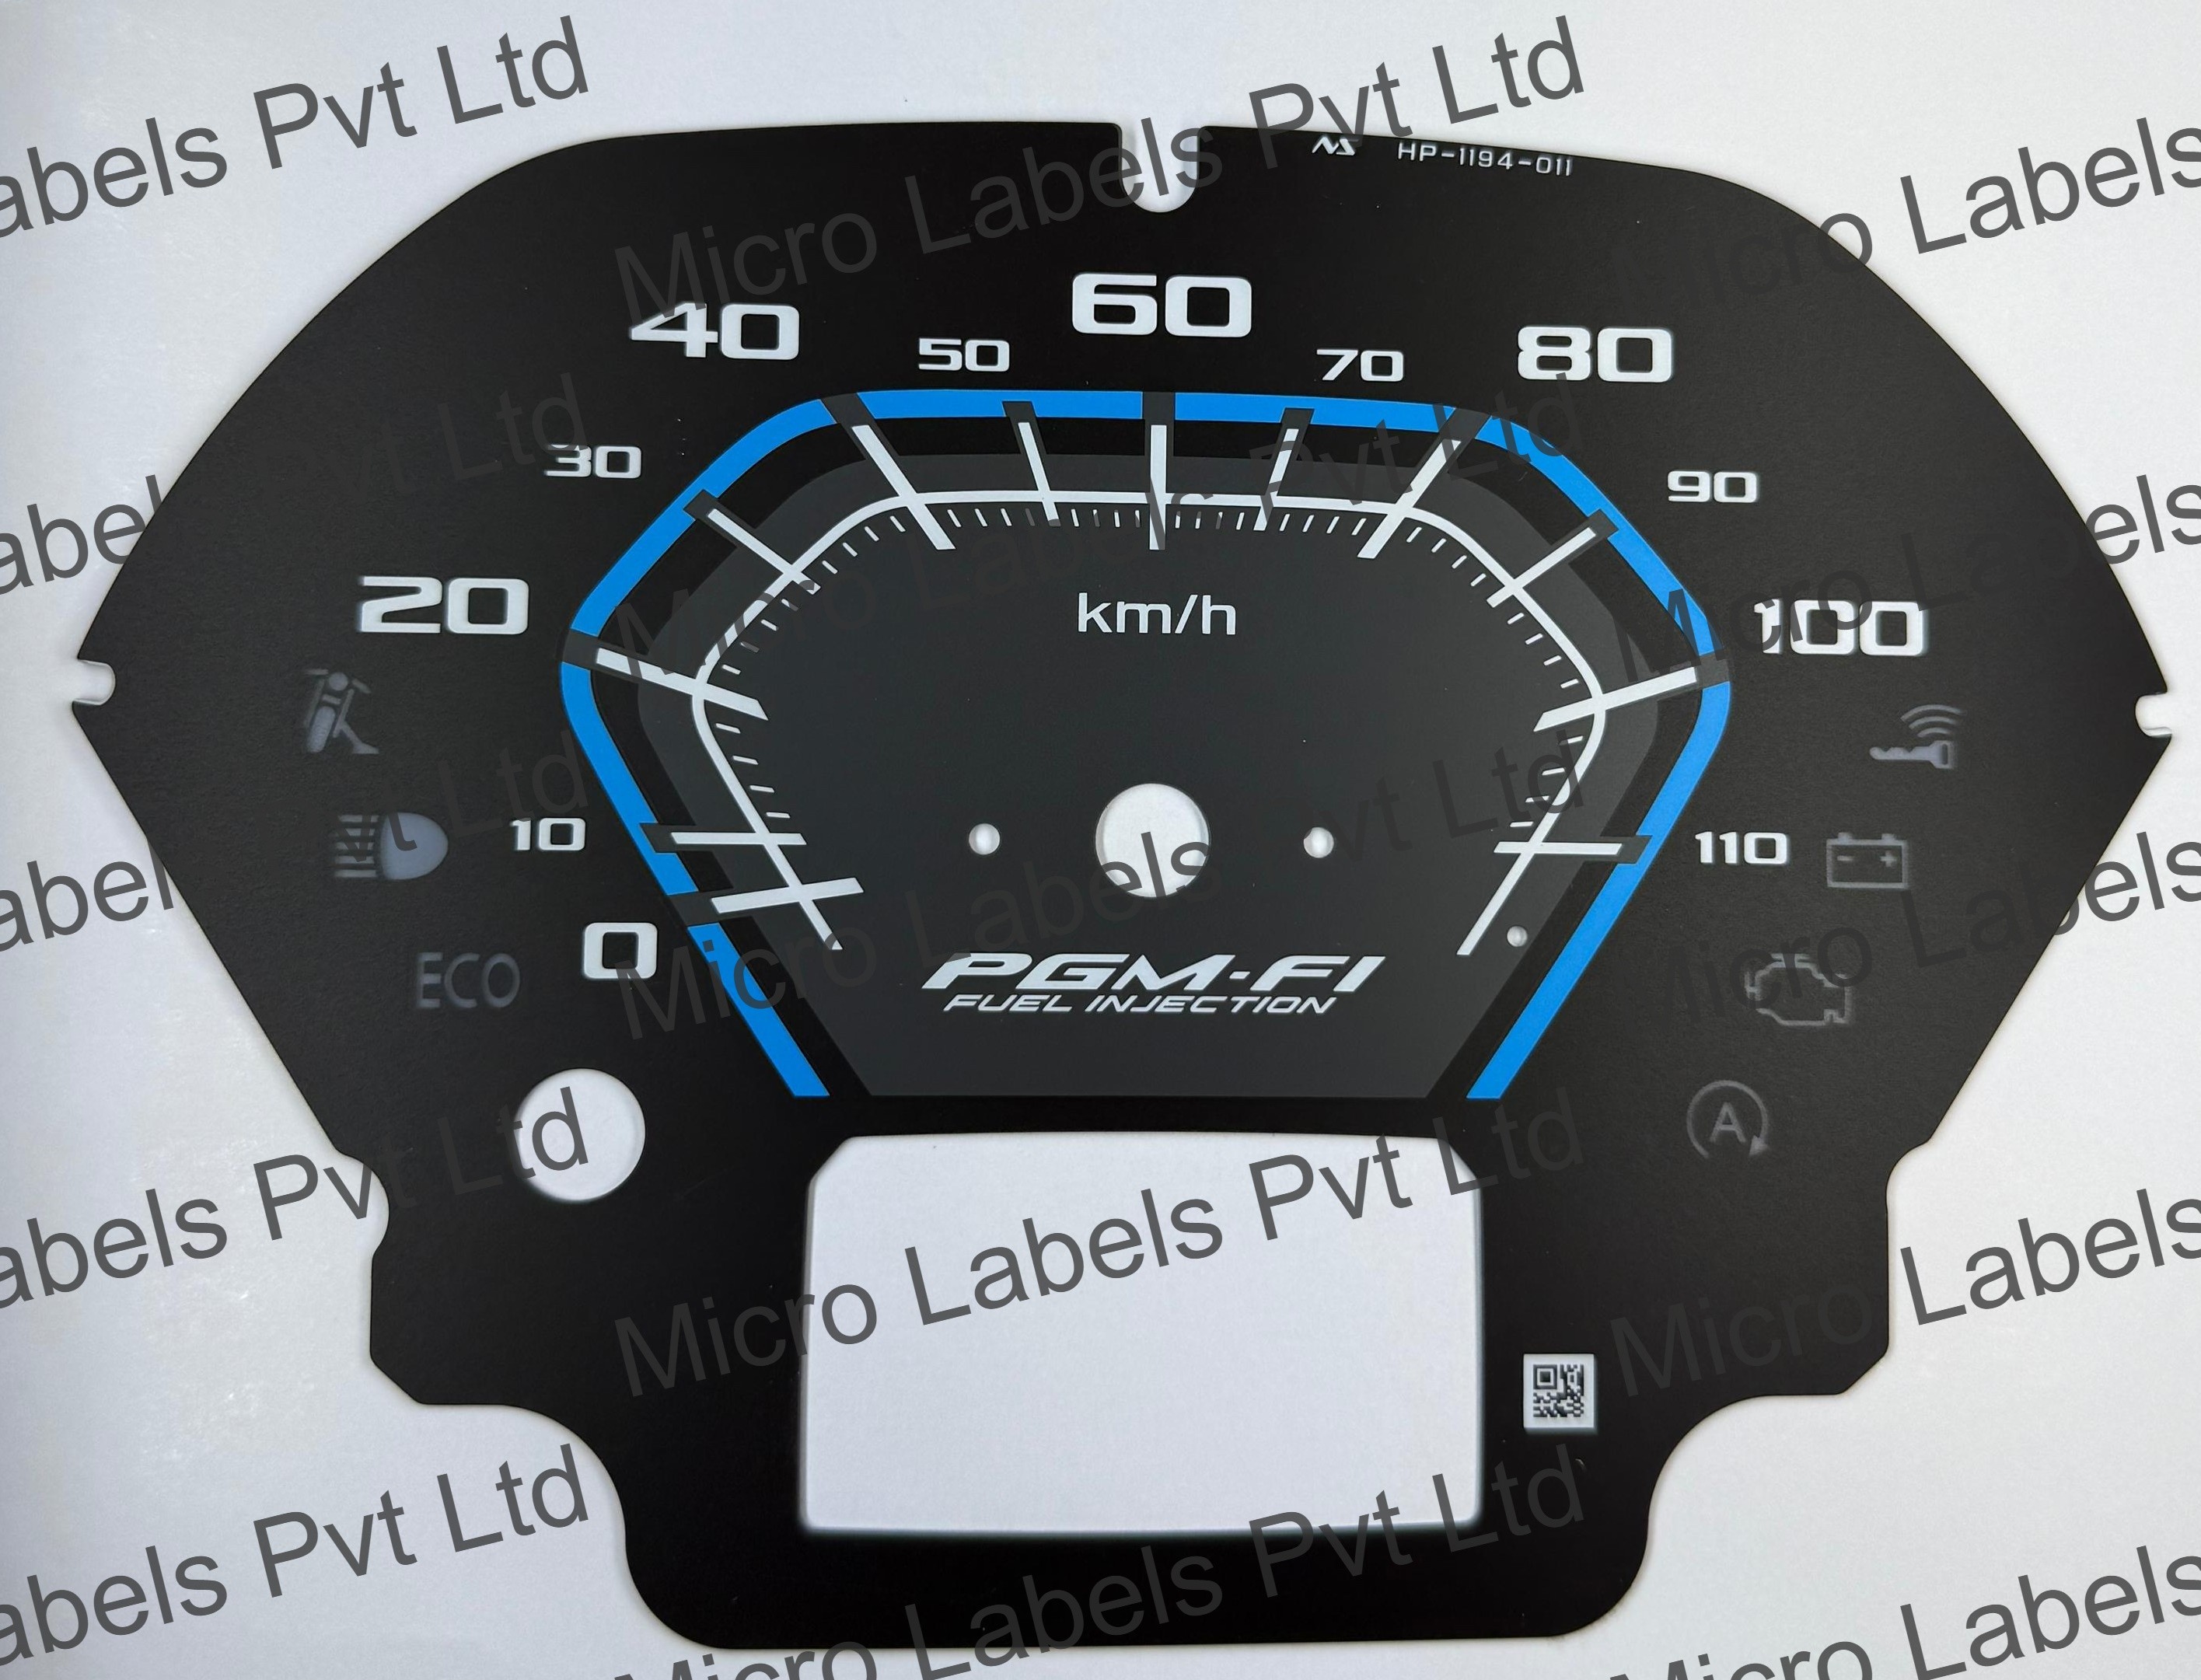 Micro Labels Pvt Ltd
NS HP-1194-011
60
40
80
50
70
30
90
20
100
km/h
10
110
0
PGM-FI
FUEL INJECTION
ECO
A